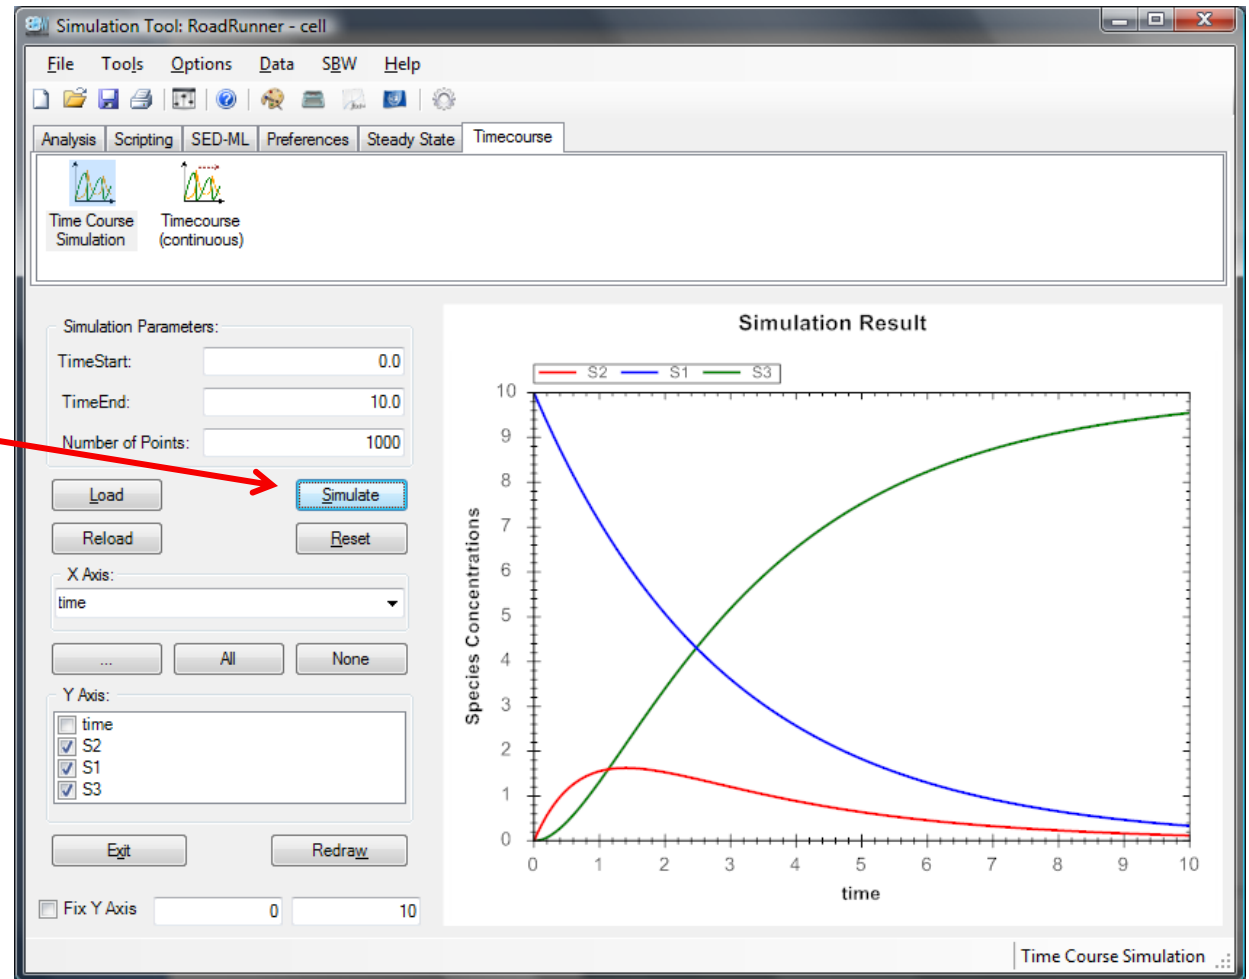 Simulation Tool: RoadRunner - cell
File Tools Options Data SBW Help
Analysis Scripting SED-ML Preferences Steady State Timecourse
Time Course Simulation
Timecourse (continuous)
Simulation Parameters:
TimeStart: 0.0
TimeEnd: 10.0
Number of Points: 1000
Load Simulate
Reload Reset
X Axis:
time
... All None
Y Axis:
time
S2
S1
S3
Exit Redraw
Fix Y Axis 0 10
Simulation Result
S2 S1 S3
Species Concentrations
10
9
8
7
6
5
4
3
2
1
0
0 1 2 3 4 5 6 7 8 9 10
time
Time Course Simulation